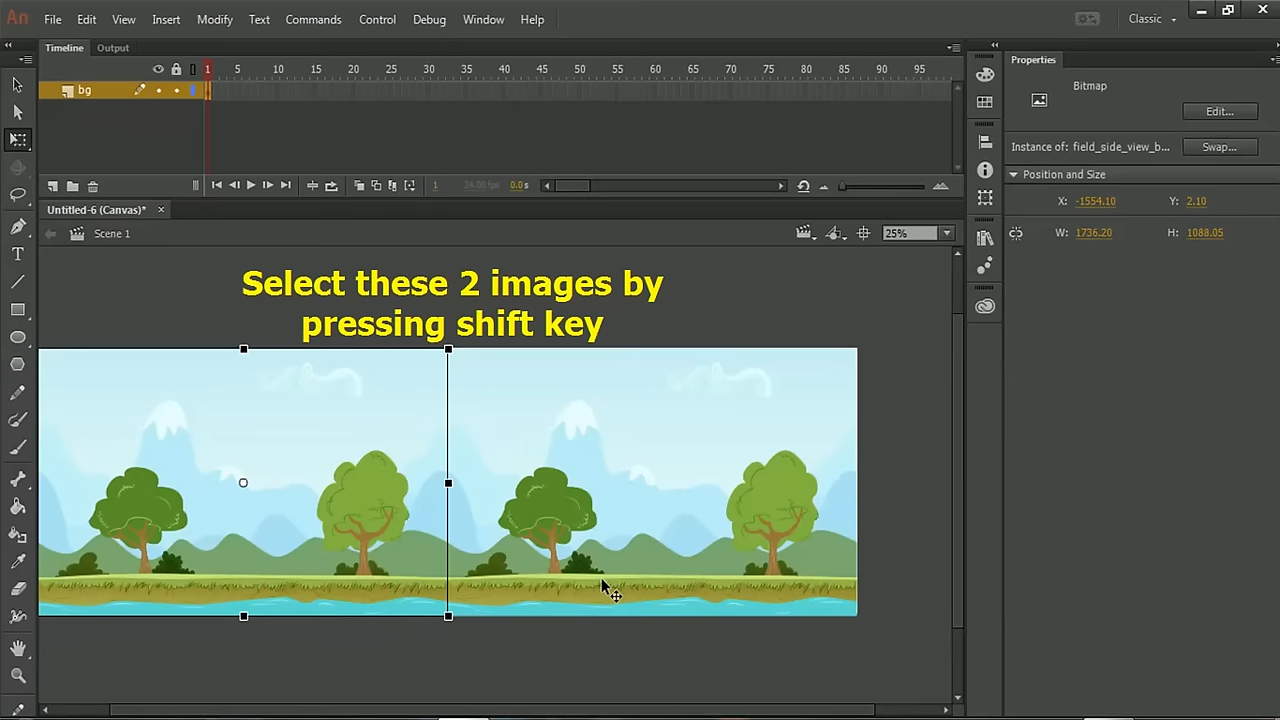 An File Edit View Insert Modify Text Commands Control Debug Window Help Classic
Timeline Output
Properties
1 5 10 15 20 25 30 35 40 45 50 55 60 65 70 75 80 85 90 95
bg
Bitmap
Edit...
Instance of: field_side_view_b... Swap...
Position and Size
1 24.00 fps 0.0s
X: -1554.10 Y: 2.10
Untitled-6 (Canvas)*
Scene 1 25%
W: 1736.20 H: 1088.05
Select these 2 images by
pressing shift key
T